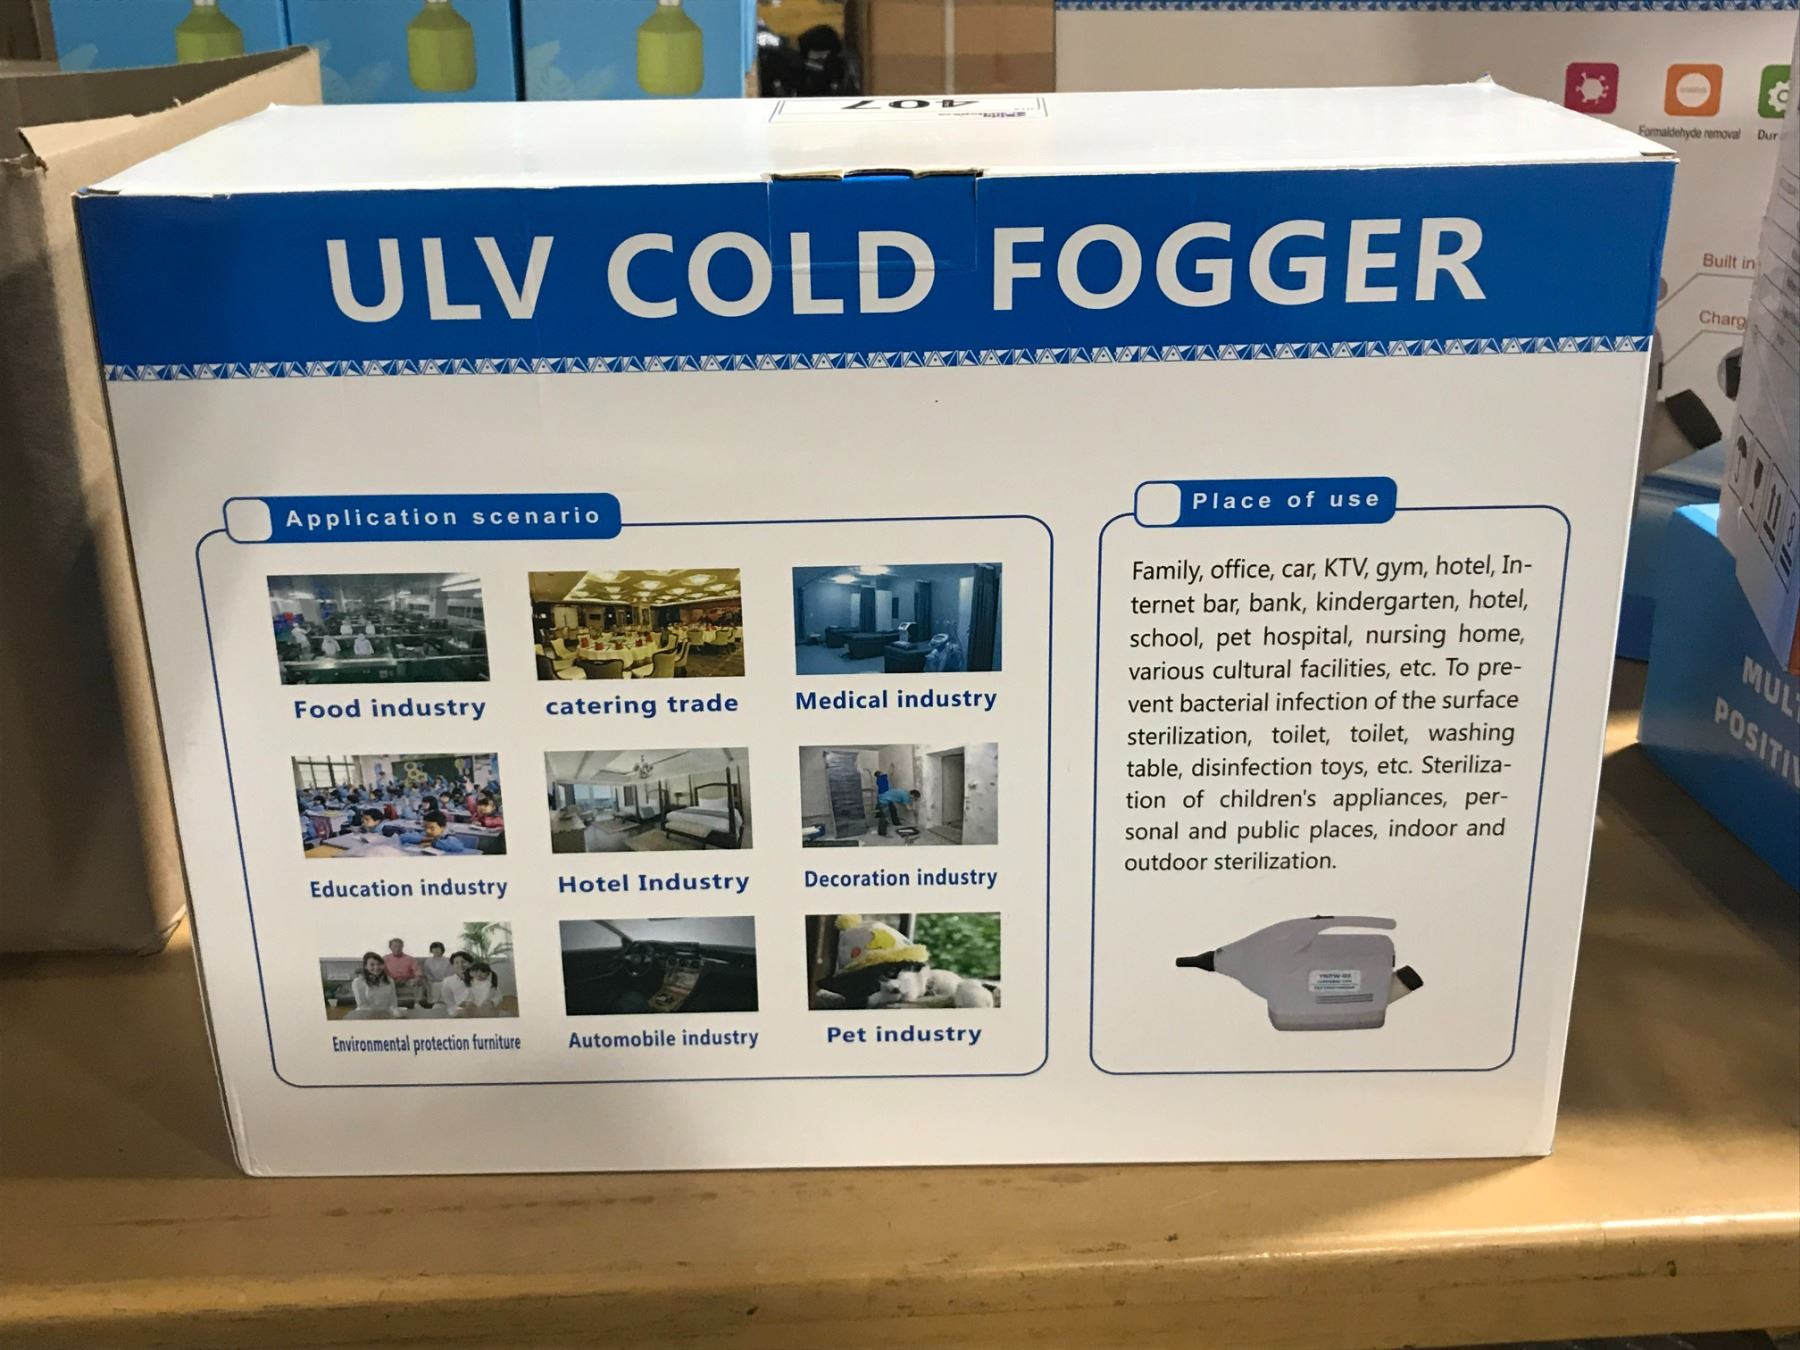 407
Formaldehyde removal
Dur
ULV COLD FOGGER
Built in
Charg
Application scenario
Food industry
catering trade
Medical industry
Education industry
Hotel Industry
Decoration industry
Environmental protection furniture
Automobile industry
Pet industry
Place of use
Family, office, car, KTV, gym, hotel, In-
ternet bar, bank, kindergarten, hotel,
school, pet hospital, nursing home,
various cultural facilities, etc. To pre-
vent bacterial infection of the surface
sterilization, toilet, toilet, washing
table, disinfection toys, etc. Steriliza-
tion of children's appliances, per-
sonal and public places, indoor and
outdoor sterilization.
MULT
POSITIV